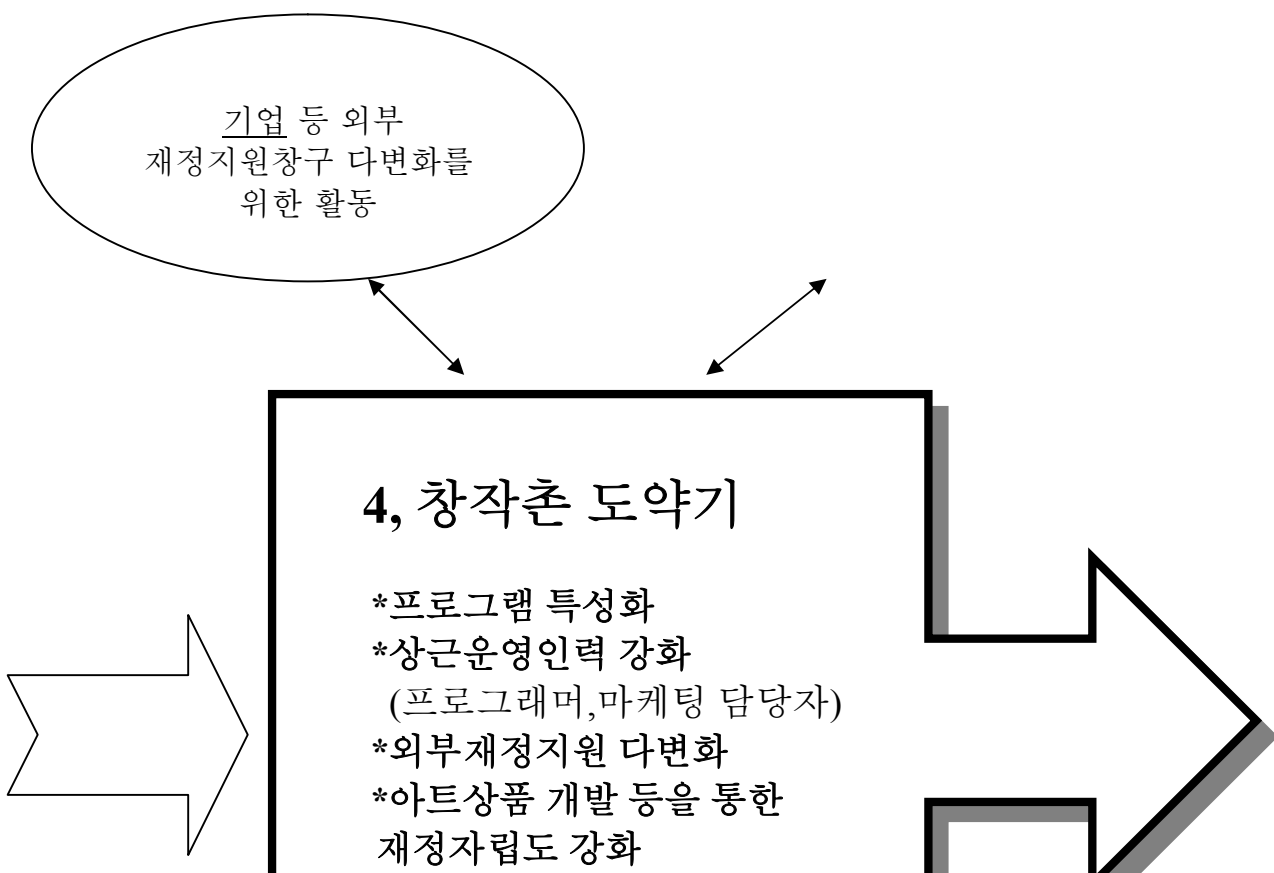 기업 등 외부
재정지원창구 다변화를
위한 활동
4, 창작촌 도약기
*프로그램 특성화
*상근운영인력 강화
(프로그래머,마케팅 담당자)
*외부재정지원 다변화
*아트상품 개발 등을 통한
재정자립도 강화